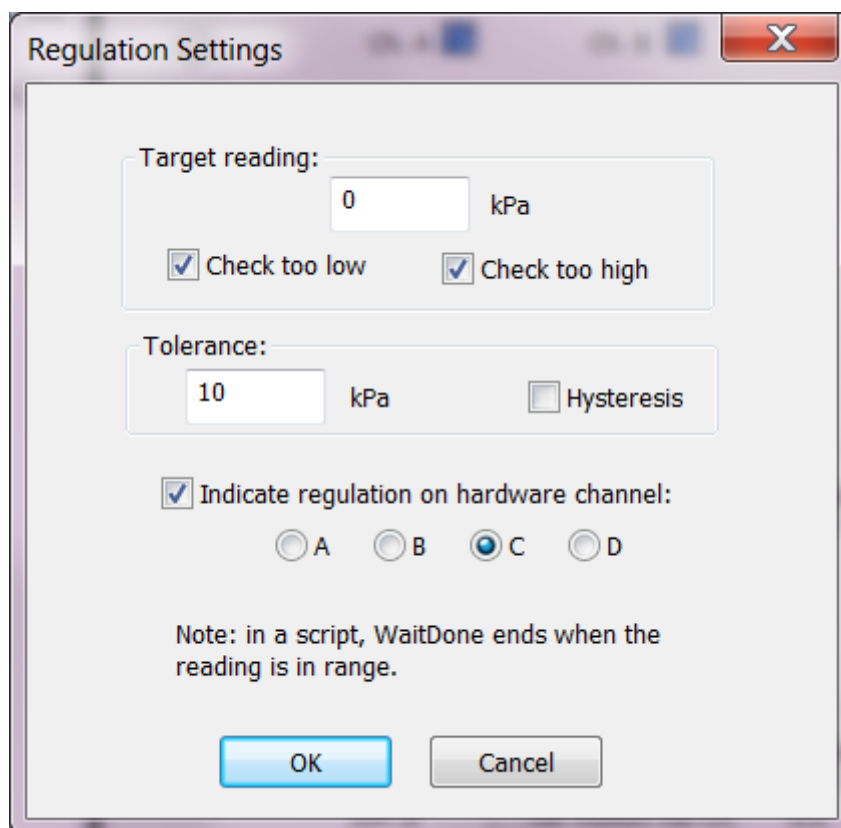 Regulation Settings
Target reading:
0 kPa
Check too low Check too high
Tolerance:
10 kPa Hysteresis
Indicate regulation on hardware channel:
A B C D
Note: in a script, WaitDone ends when the
reading is in range.
OK Cancel